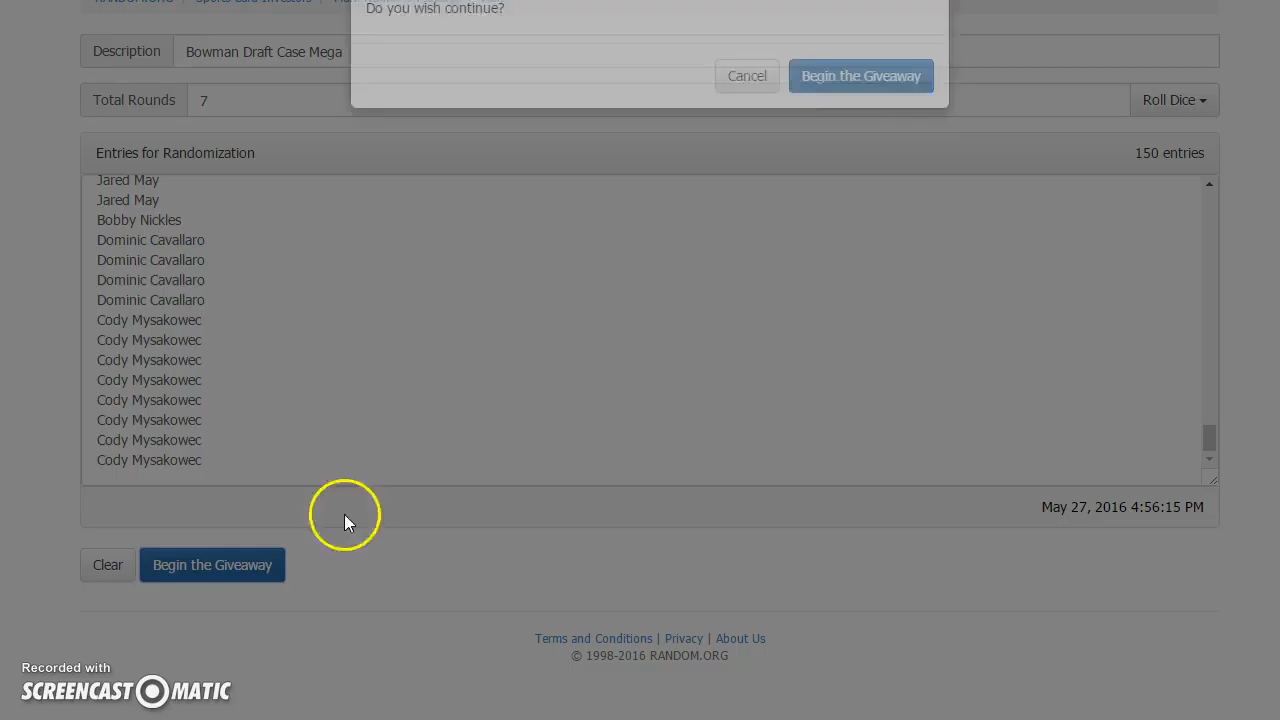 Do you wish continue?
Description Bowman Draft Case Mega
Cancel Begin the Giveaway
Total Rounds 7 Roll Dice
Entries for Randomization 150 entries
Jared May
Jared May
Bobby Nickles
Dominic Cavallaro
Dominic Cavallaro
Dominic Cavallaro
Dominic Cavallaro
Cody Mysakowec
Cody Mysakowec
Cody Mysakowec
Cody Mysakowec
Cody Mysakowec
Cody Mysakowec
Cody Mysakowec
Cody Mysakowec
May 27, 2016 4:56:15 PM
Clear Begin the Giveaway
Terms and Conditions | Privacy | About Us
© 1998-2016 RANDOM.ORG
Recorded with
SCREENCAST MATIC